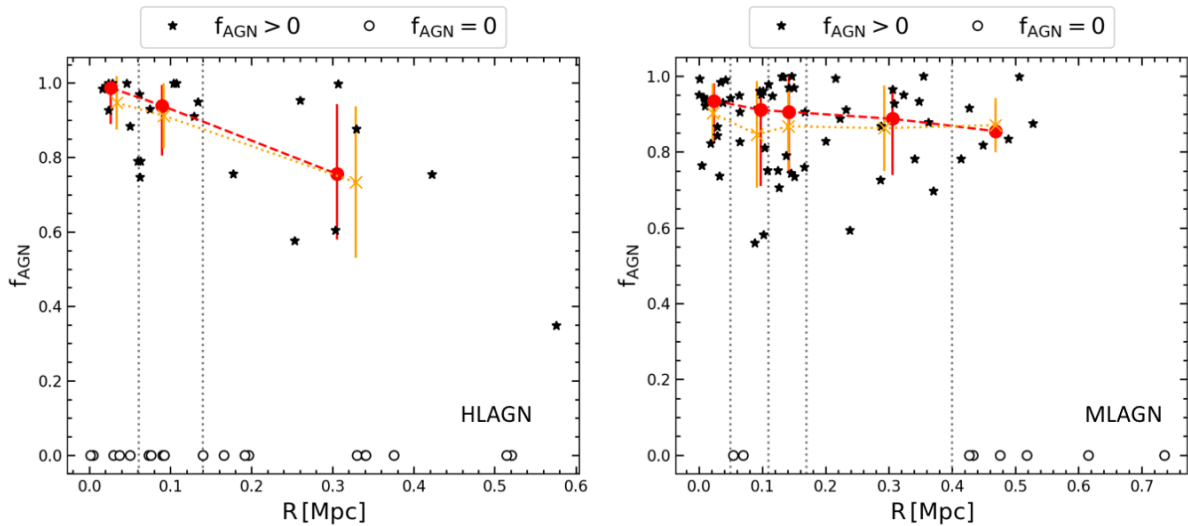 ★ f_AGN > 0 ○ f_AGN = 0
1.0
0.8
0.6
0.4
0.2
0.0
f_AGN
HLAGN
0.0 0.1 0.2 0.3 0.4 0.5 0.6
R [Mpc]
★ f_AGN > 0 ○ f_AGN = 0
1.0
0.8
0.6
0.4
0.2
0.0
f_AGN
MLAGN
0.0 0.1 0.2 0.3 0.4 0.5 0.6 0.7
R [Mpc]